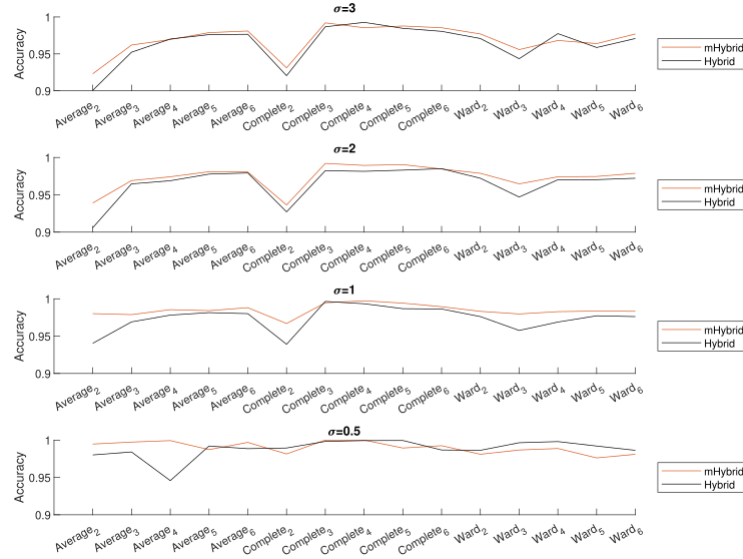 σ=3
1
0.95
0.9
Accuracy
mHybrid
Hybrid
Average2 Average3 Average4 Average5 Average6 Complete2 Complete3 Complete4 Complete5 Complete6 Ward2 Ward3 Ward4 Ward5 Ward6
σ=2
1
0.95
0.9
Accuracy
mHybrid
Hybrid
Average2 Average3 Average4 Average5 Average6 Complete2 Complete3 Complete4 Complete5 Complete6 Ward2 Ward3 Ward4 Ward5 Ward6
σ=1
1
0.95
0.9
Accuracy
mHybrid
Hybrid
Average2 Average3 Average4 Average5 Average6 Complete2 Complete3 Complete4 Complete5 Complete6 Ward2 Ward3 Ward4 Ward5 Ward6
σ=0.5
1
0.95
0.9
Accuracy
mHybrid
Hybrid
Average2 Average3 Average4 Average5 Average6 Complete2 Complete3 Complete4 Complete5 Complete6 Ward2 Ward3 Ward4 Ward5 Ward6